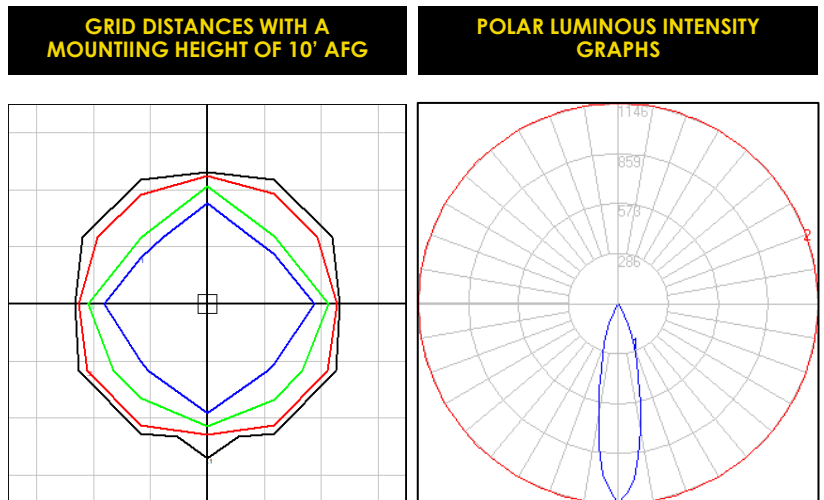 GRID DISTANCES WITH A
MOUNTIING HEIGHT OF 10' AFG
POLAR LUMINOUS INTENSITY
GRAPHS
1146
859
573
286
2
1